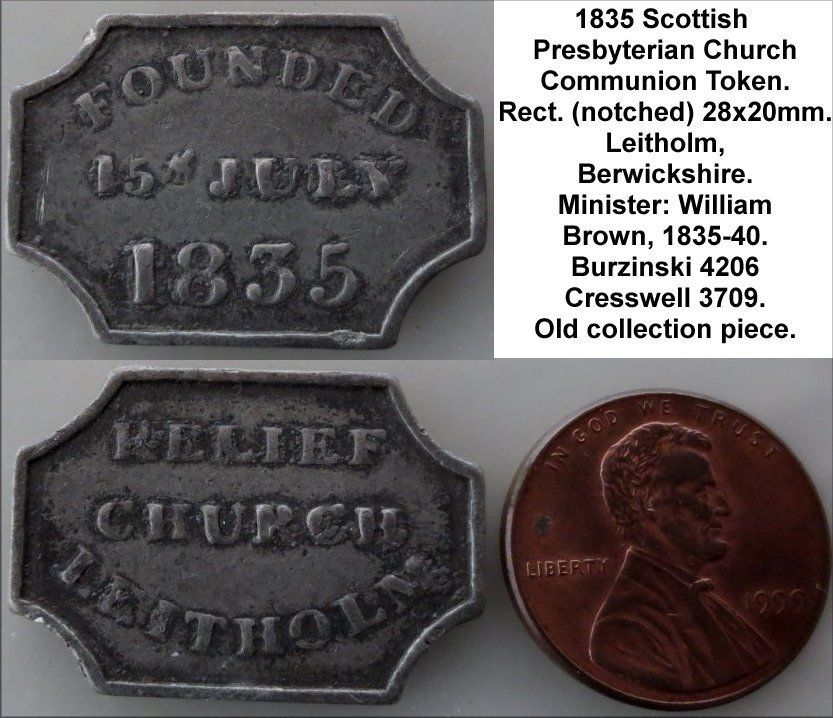 FOUNDED
15th JULY
1835
1835 Scottish
Presbyterian Church
Communion Token.
Rect. (notched) 28x20mm.
Leitholm,
Berwickshire.
Minister: William
Brown, 1835-40.
Burzinski 4206
Cresswell 3709.
Old collection piece.
RELIEF
CHURCH
LEITHOLM
IN GOD WE TRUST
LIBERTY
1999